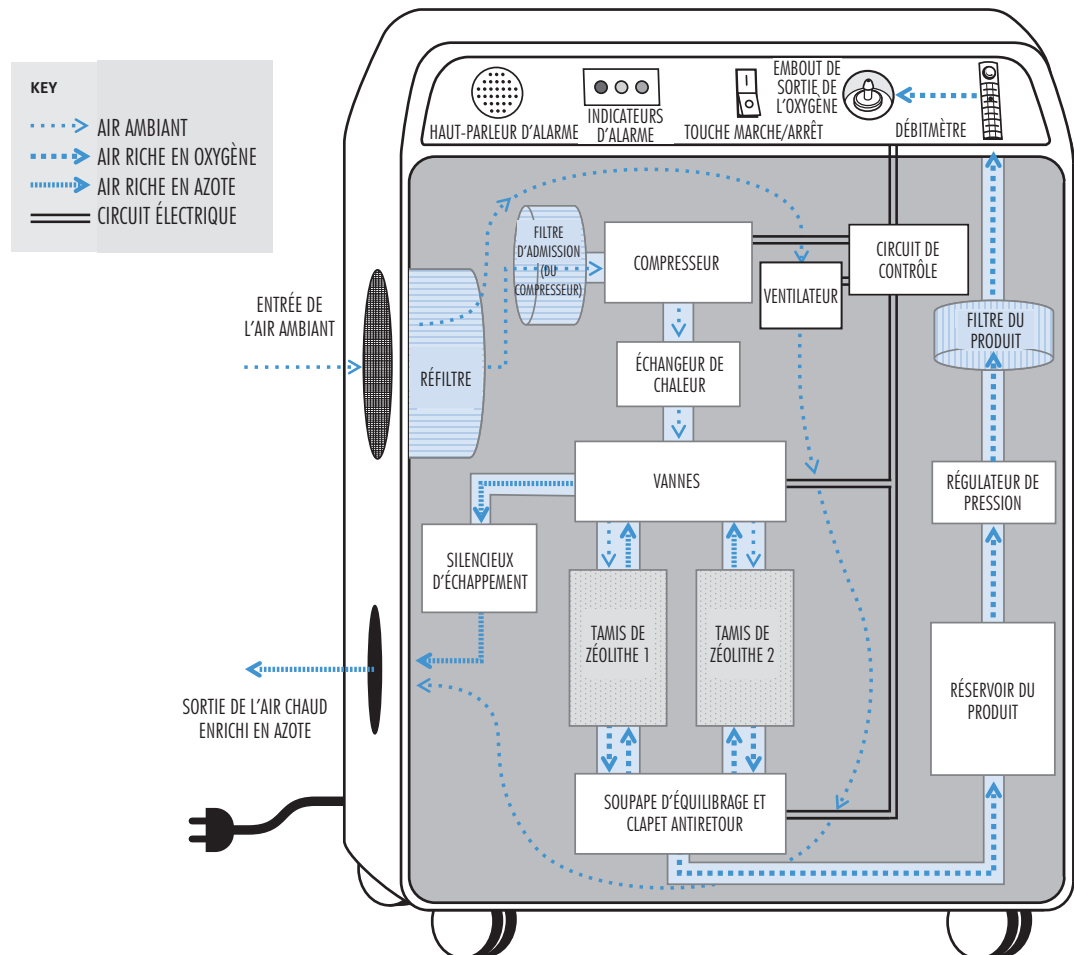 KEY
AIR AMBIANT
AIR RICHE EN OXYGÈNE
AIR RICHE EN AZOTE
CIRCUIT ÉLECTRIQUE
HAUT-PARLEUR D'ALARME
INDICATEURS
D'ALARME
TOUCHE MARCHE/ARRÊT
EMBOUT DE
SORTIE DE
L'OXYGÈNE
DÉBITMÈTRE
ENTRÉE DE
L'AIR AMBIANT
RÉFILTRE
FILTRE
D'ADMISSION
(DU
COMPRESSEUR)
COMPRESSEUR
VENTILATEUR
CIRCUIT DE
CONTRÔLE
FILTRE DU
PRODUIT
ÉCHANGEUR DE
CHALEUR
VANNES
RÉGULATEUR DE
PRESSION
SILENCIEUX
D'ÉCHAPPEMENT
TAMIS DE
ZÉOLITHE 1
TAMIS DE
ZÉOLITHE 2
RÉSERVOIR DU
PRODUIT
SORTIE DE L'AIR CHAUD
ENRICHI EN AZOTE
SOUPAPE D'ÉQUILIBRAGE ET
CLAPET ANTIRETOUR